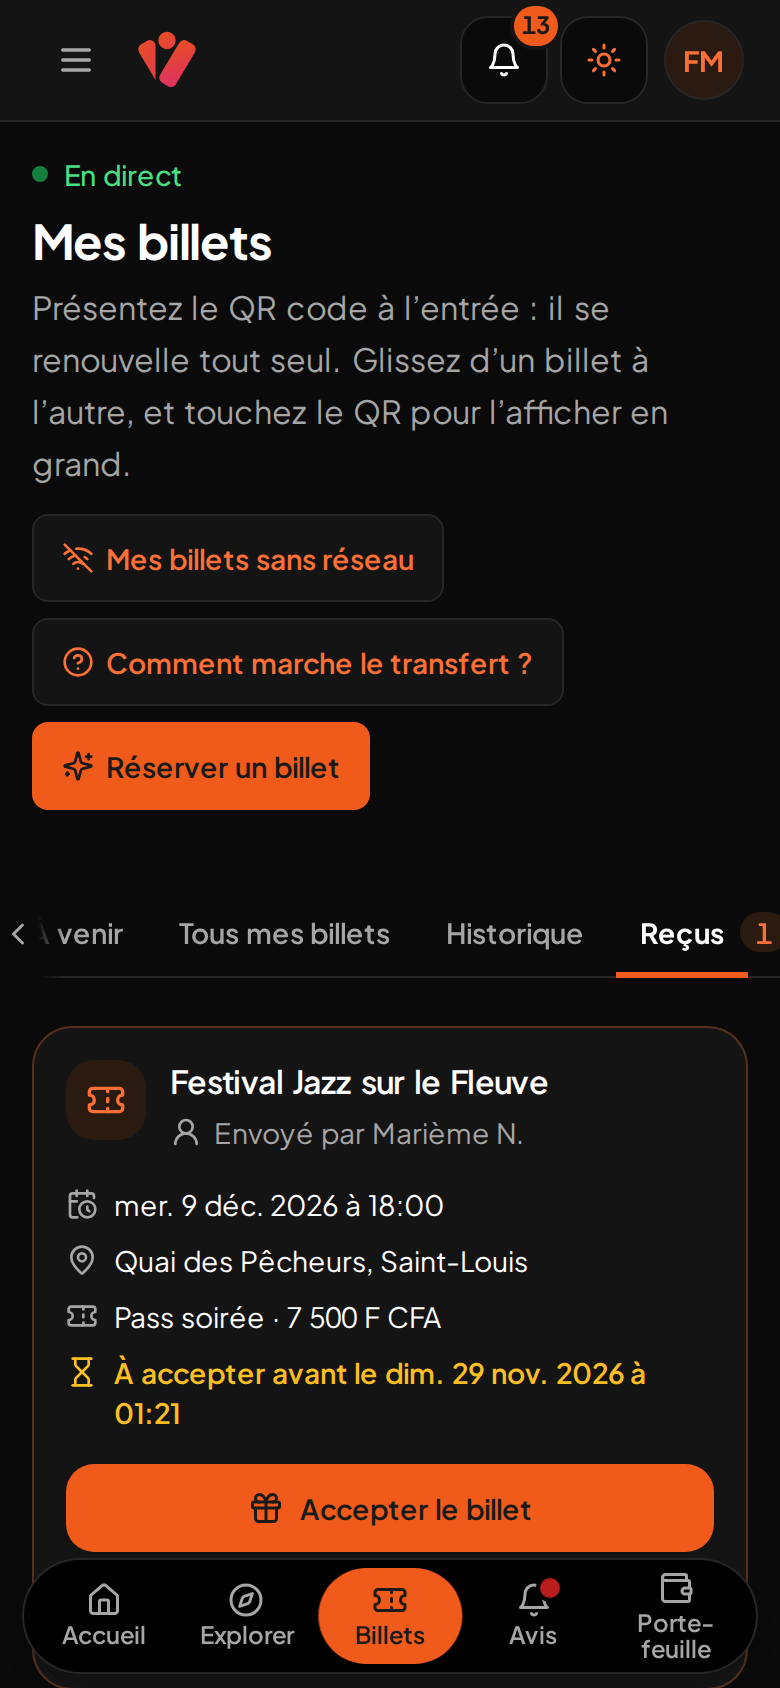 13
FM
En direct
Mes billets
Présentez le QR code à l’entrée : il se
renouvelle tout seul. Glissez d’un billet à
l’autre, et touchez le QR pour l’afficher en
grand.
Mes billets sans réseau
Comment marche le transfert ?
Réserver un billet
À venir Tous mes billets Historique Reçus 1
Festival Jazz sur le Fleuve
Envoyé par Marième N.
mer. 9 déc. 2026 à 18:00
Quai des Pêcheurs, Saint-Louis
Pass soirée · 7 500 F CFA
À accepter avant le dim. 29 nov. 2026 à
01:21
Accepter le billet
Accueil Explorer Billets Avis Porte-
feuille